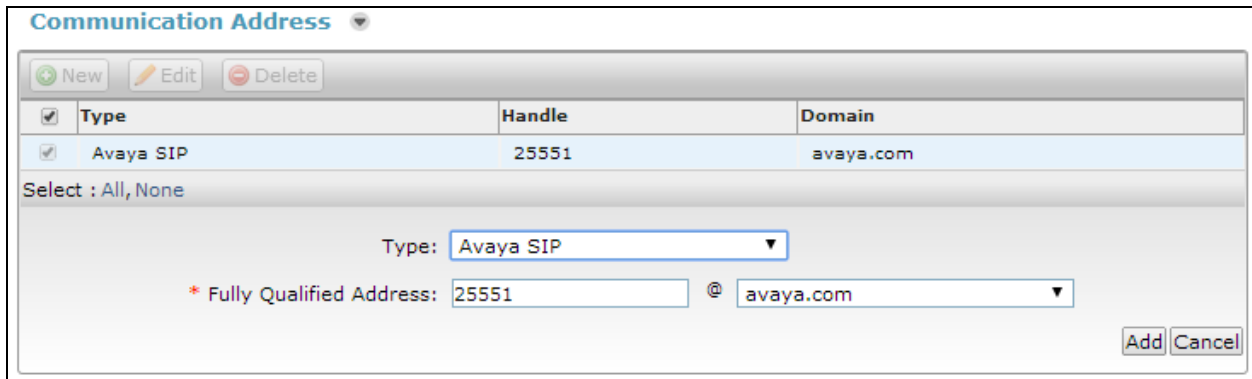 Communication Address
New Edit Delete
Type Handle Domain
Avaya SIP 25551 avaya.com
Select : All, None
Type: Avaya SIP
* Fully Qualified Address: 25551 @ avaya.com
Add Cancel